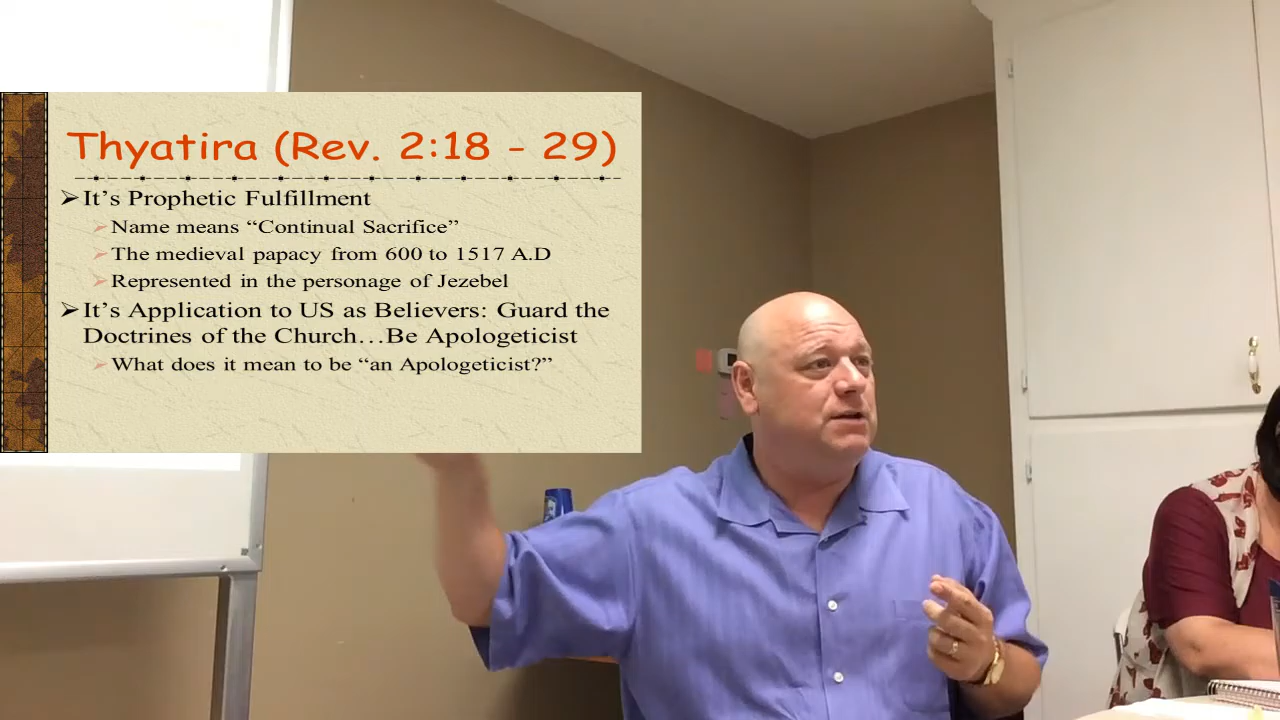 Thyatira (Rev. 2:18 - 29)
It's Prophetic Fulfillment
Name means “Continual Sacrifice”
The medieval papacy from 600 to 1517 A.D
Represented in the personage of Jezebel
It's Application to US as Believers: Guard the
Doctrines of the Church…Be Apologeticist
What does it mean to be “an Apologeticist?”